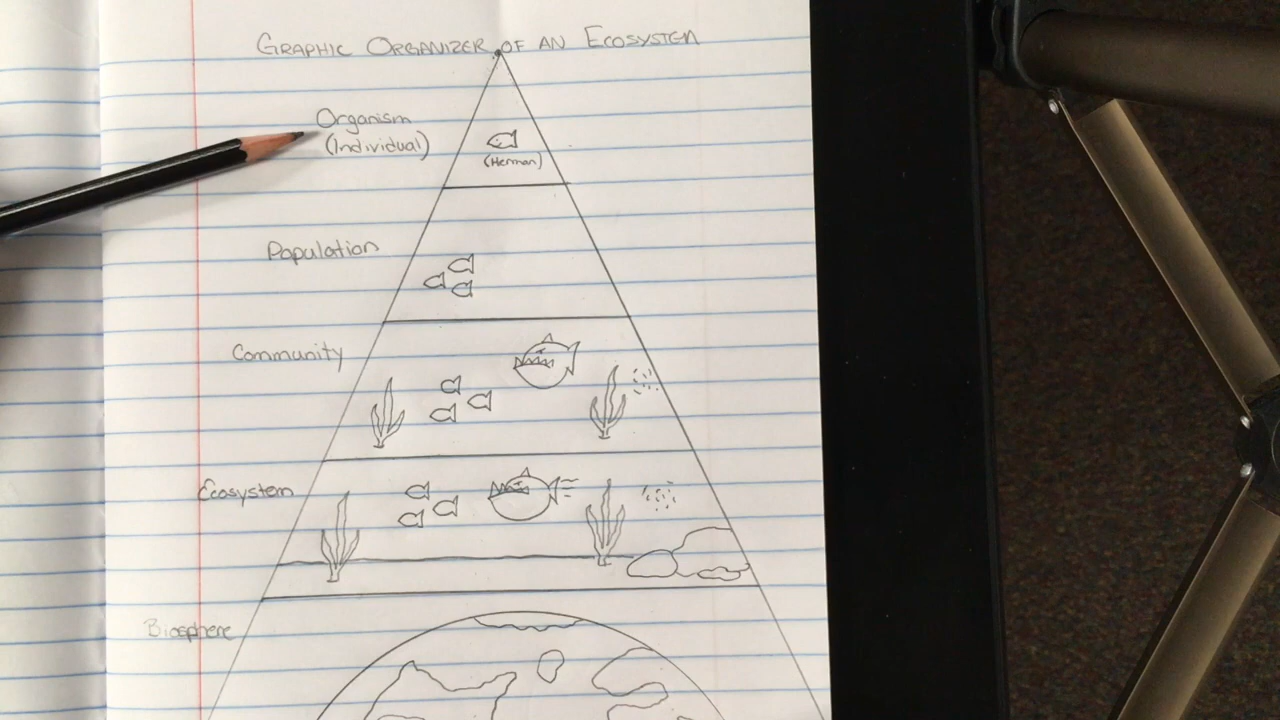 GRAPHIC ORGANIZER OF AN ECOSYSTEM
Organism
(Individual)
(Herman)
Population
Community
Ecosystem
Biosphere